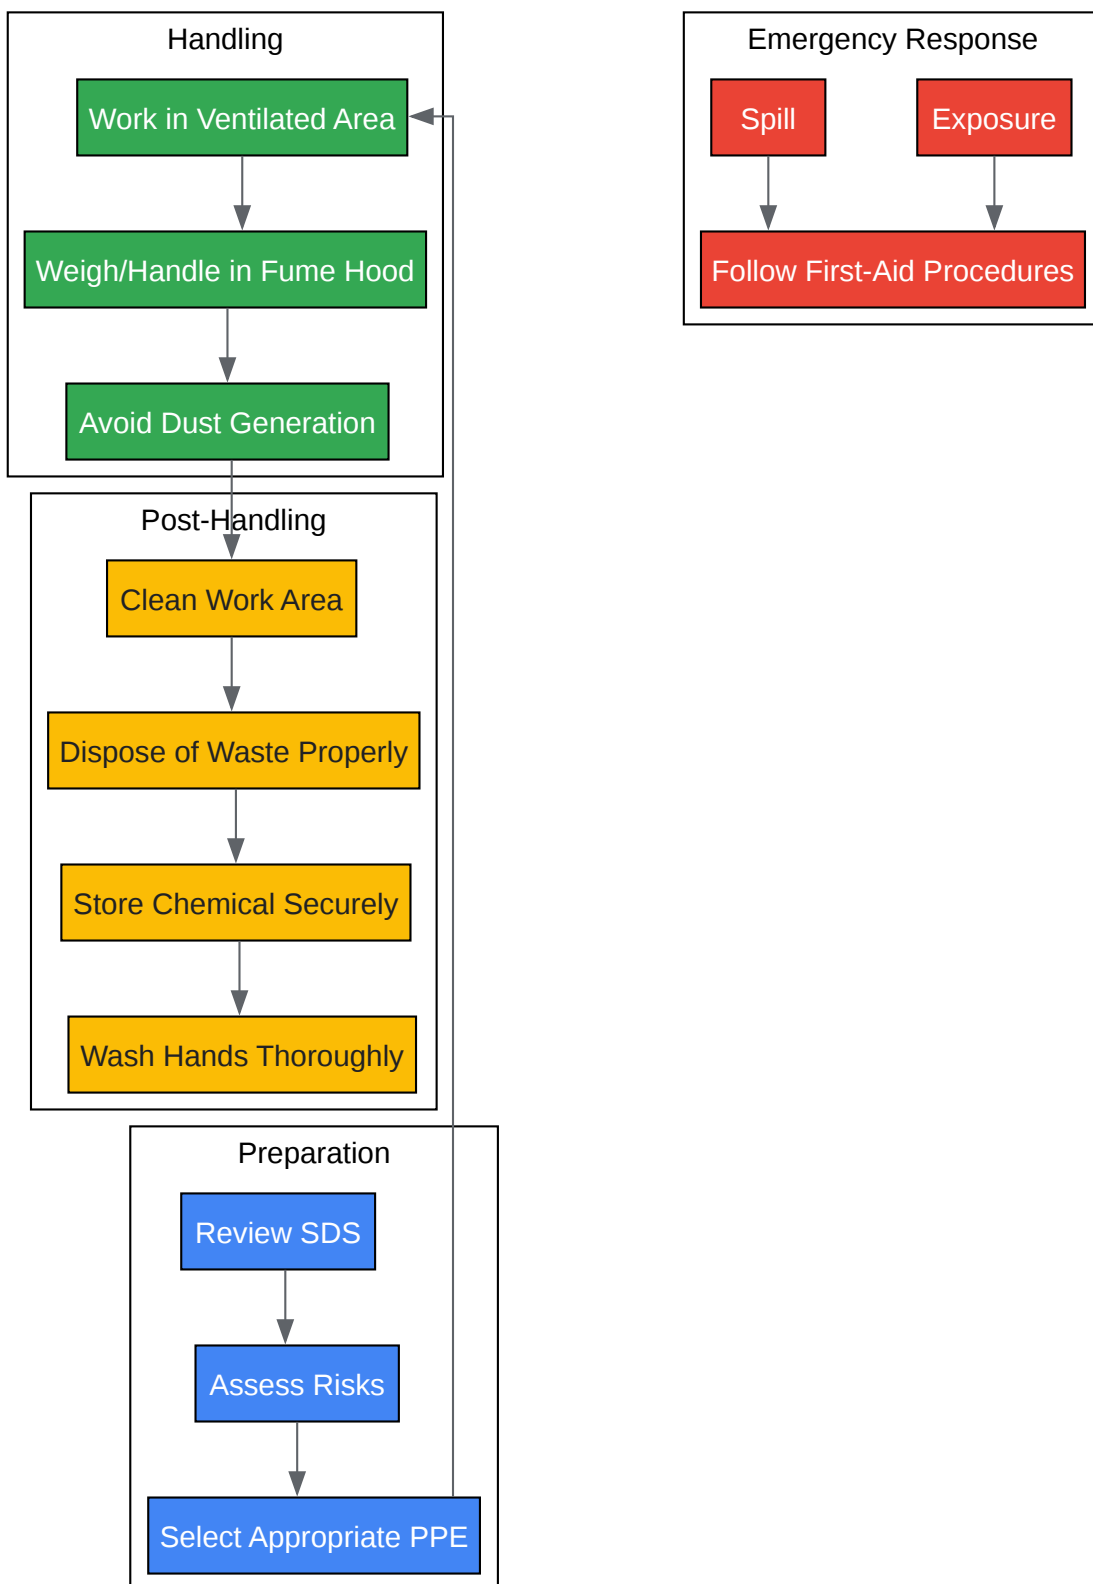 Handling
Work in Ventilated Area
Weigh/Handle in Fume Hood
Avoid Dust Generation
Post-Handling
Clean Work Area
Dispose of Waste Properly
Store Chemical Securely
Wash Hands Thoroughly
Preparation
Review SDS
Assess Risks
Select Appropriate PPE
Emergency Response
Spill
Exposure
Follow First-Aid Procedures